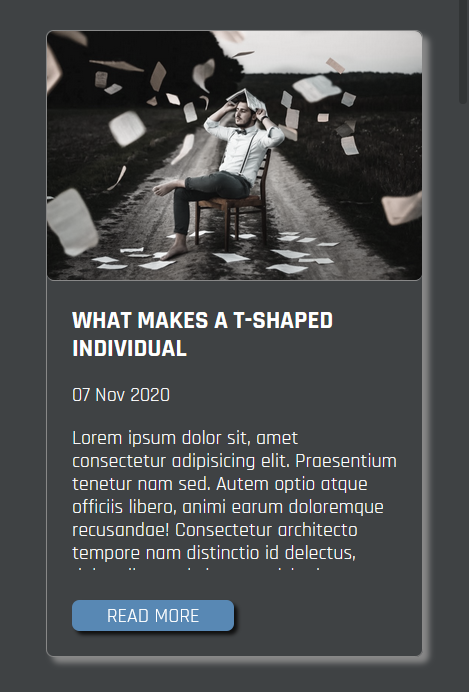 WHAT MAKES A T-SHAPED
INDIVIDUAL
07 Nov 2020
Lorem ipsum dolor sit, amet
consectetur adipisicing elit. Praesentium
tenetur nam sed. Autem optio atque
officiis libero, animi earum doloremque
recusandae! Consectetur architecto
tempore nam distinctio id delectus,
READ MORE